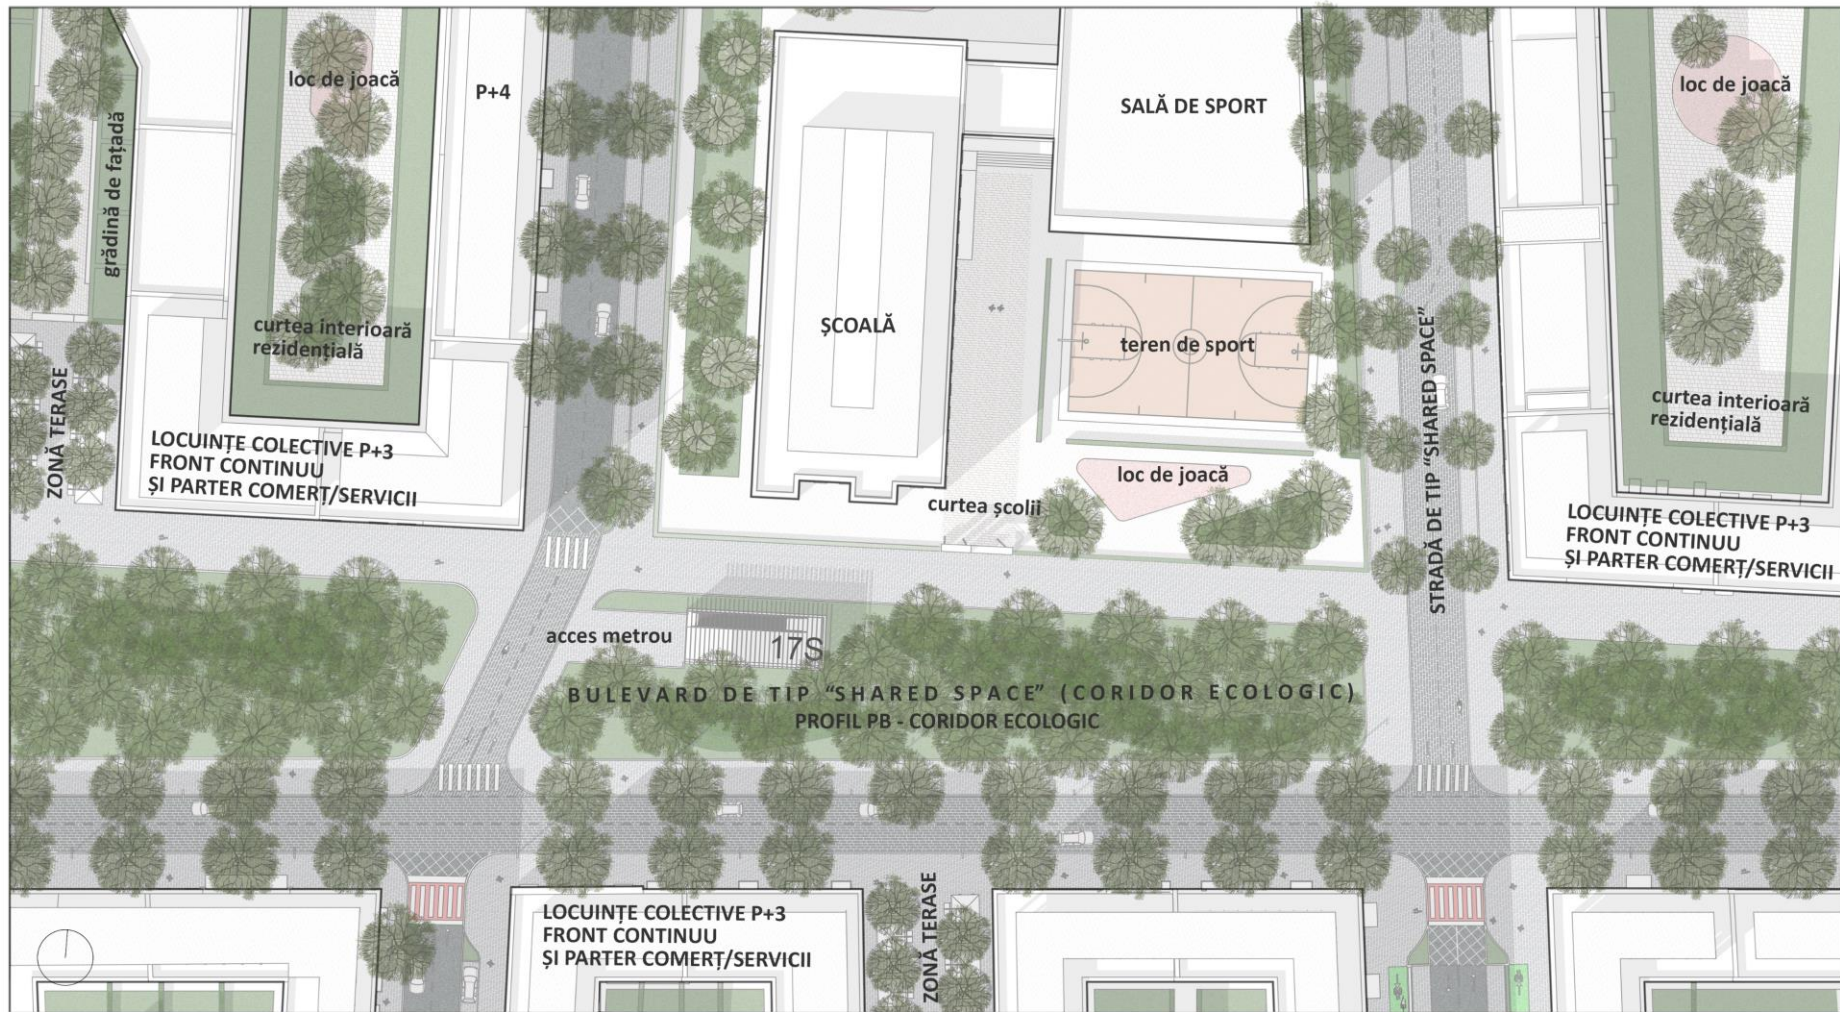 loc de joacă
P+4
SALĂ DE SPORT
loc de joacă
grădină de fațadă
curtea interioară
rezidențială
ȘCOALĂ
teren de sport
STRADĂ DE TIP “SHARED SPACE”
curtea interioară
rezidențială
ZONĂ TERASE
LOCUINȚE COLECTIVE P+3
FRONT CONTINUU
ȘI PARTER COMERȚ/SERVICII
loc de joacă
curtea școlii
LOCUINȚE COLECTIVE P+3
FRONT CONTINUU
ȘI PARTER COMERȚ/SERVICII
acces metrou
17S
BULEVARD DE TIP “SHARED SPACE” (CORIDOR ECOLOGIC)
PROFIL PB - CORIDOR ECOLOGIC
LOCUINȚE COLECTIVE P+3
FRONT CONTINUU
ȘI PARTER COMERȚ/SERVICII
ZONĂ TERASE